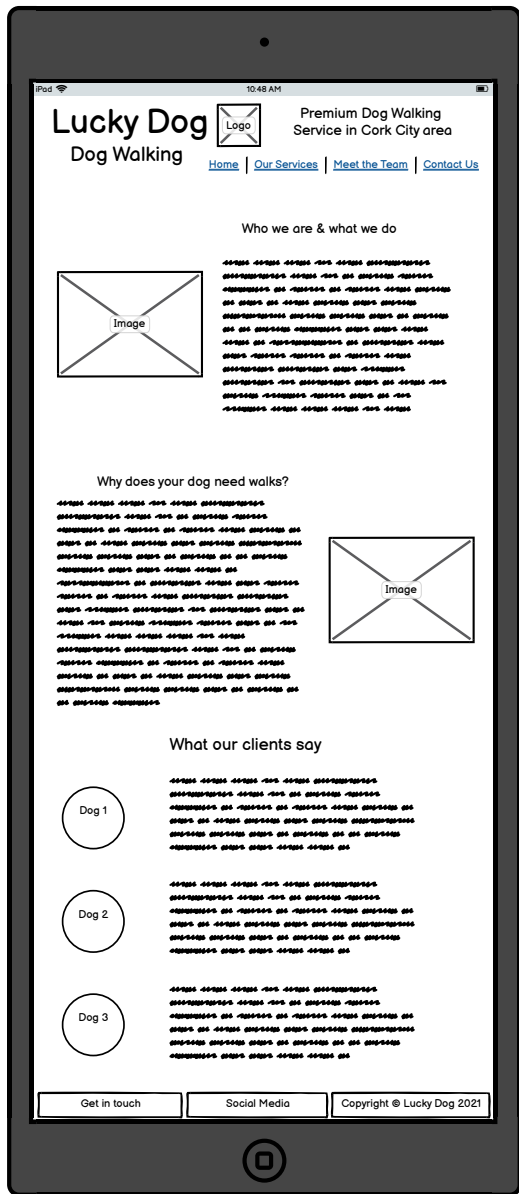 iPod
10:48 AM
Lucky Dog
Dog Walking
Logo
Premium Dog Walking
Service in Cork City area
Home | Our Services | Meet the Team | Contact Us
Who we are & what we do
Image
Why does your dog need walks?
Image
What our clients say
Dog 1
Dog 2
Dog 3
Get in touch
Social Media
Copyright © Lucky Dog 2021